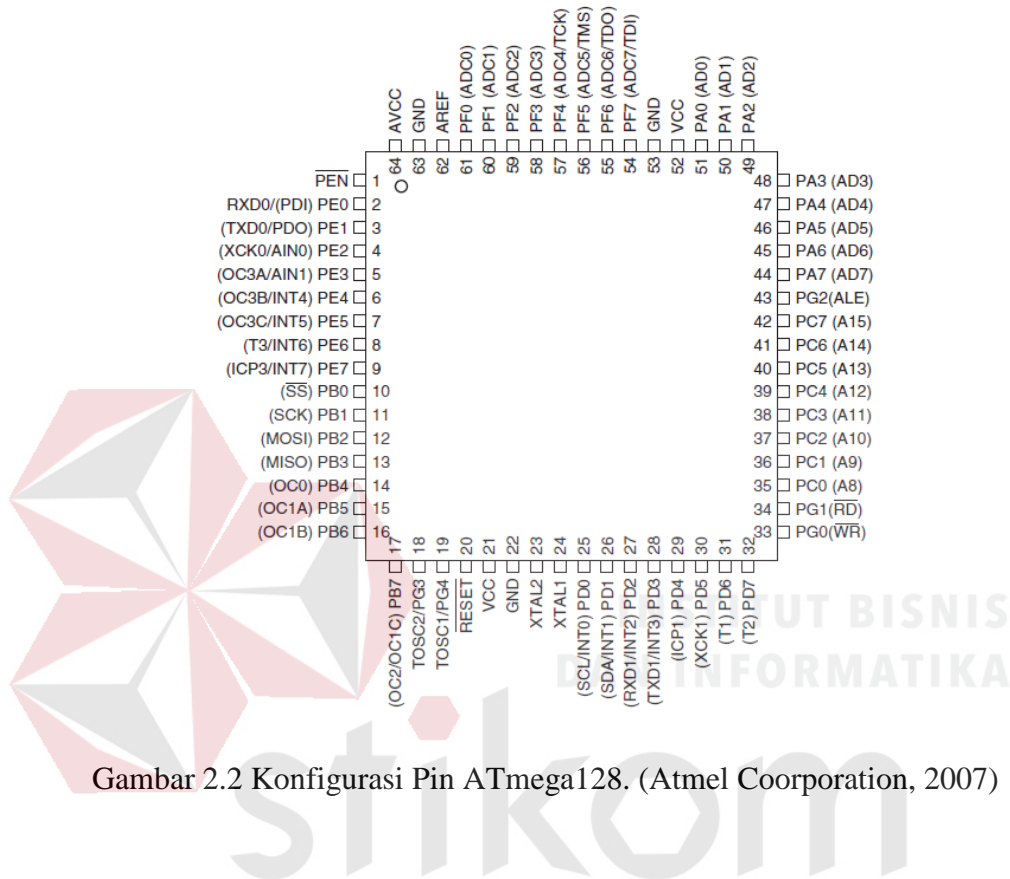 AVCC
GND
AREF
PF0 (ADC0)
PF1 (ADC1)
PF2 (ADC2)
PF3 (ADC3)
PF4 (ADC4/TCK)
PF5 (ADC5/TMS)
PF6 (ADC6/TDO)
PF7 (ADC7/TDI)
GND
VCC
PA0 (AD0)
PA1 (AD1)
PA2 (AD2)
64
63
62
61
60
59
58
57
56
55
54
53
52
51
50
49
PEN 1
RXD0/(PDI) PE0 2
(TXD0/PDO) PE1 3
(XCK0/AIN0) PE2 4
(OC3A/AIN1) PE3 5
(OC3B/INT4) PE4 6
(OC3C/INT5) PE5 7
(T3/INT6) PE6 8
(ICP3/INT7) PE7 9
(SS) PB0 10
(SCK) PB1 11
(MOSI) PB2 12
(MISO) PB3 13
(OC0) PB4 14
(OC1A) PB5 15
(OC1B) PB6 16
48 PA3 (AD3)
47 PA4 (AD4)
46 PA5 (AD5)
45 PA6 (AD6)
44 PA7 (AD7)
43 PG2(ALE)
42 PC7 (A15)
41 PC6 (A14)
40 PC5 (A13)
39 PC4 (A12)
38 PC3 (A11)
37 PC2 (A10)
36 PC1 (A9)
35 PC0 (A8)
34 PG1(RD)
33 PG0(WR)
17
18
19
20
21
22
23
24
25
26
27
28
29
30
31
32
(OC2/OC1C) PB7
TOSC2/PG3
TOSC1/PG4
RESET
VCC
GND
XTAL2
XTAL1
(SCL/INT0) PD0
(SDA/INT1) PD1
(RXD1/INT2) PD2
(TXD1/INT3) PD3
(ICP1) PD4
(XCK1) PD5
(T1) PD6
(T2) PD7
BISNIS
INFORMATIKA
stikom
Gambar 2.2 Konfigurasi Pin ATmega128. (Atmel Coorporation, 2007)